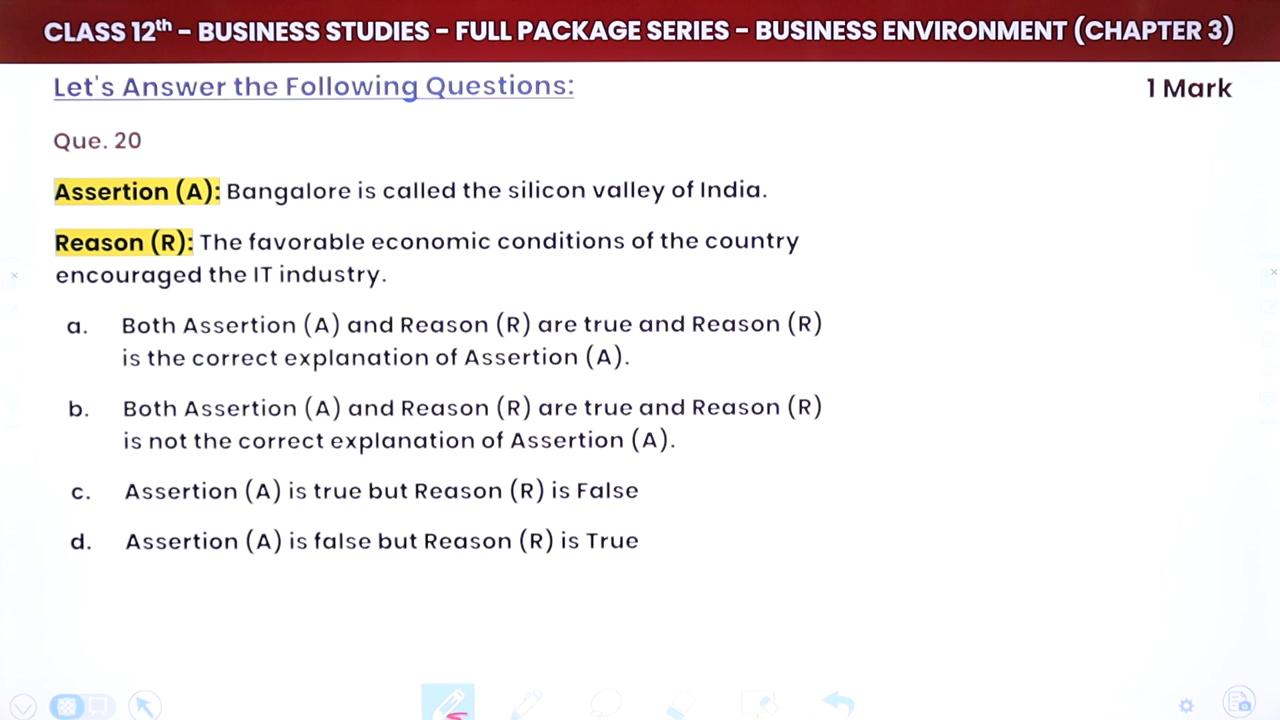 CLASS 12th – BUSINESS STUDIES – FULL PACKAGE SERIES – BUSINESS ENVIRONMENT (CHAPTER 3)
Let's Answer the Following Questions:
1 Mark
Que. 20
Assertion (A): Bangalore is called the silicon valley of India.
Reason (R): The favorable economic conditions of the country
encouraged the IT industry.
a. Both Assertion (A) and Reason (R) are true and Reason (R)
is the correct explanation of Assertion (A).
b. Both Assertion (A) and Reason (R) are true and Reason (R)
is not the correct explanation of Assertion (A).
c. Assertion (A) is true but Reason (R) is False
d. Assertion (A) is false but Reason (R) is True